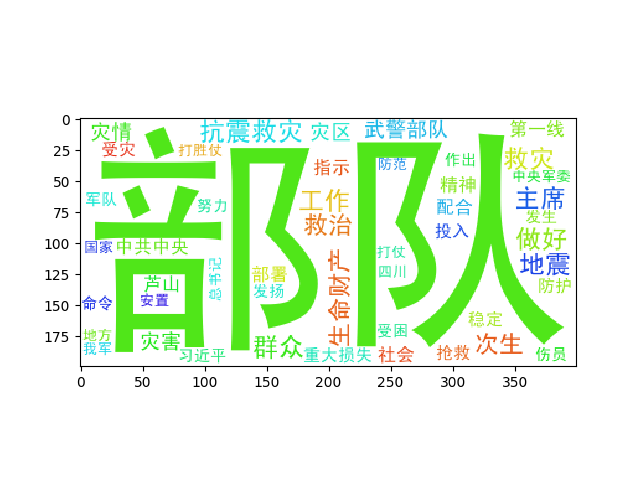 灾情 抗震救灾 灾区 武警部队 第一线
受灾 打胜仗 指示 防范 作出 救灾
精神 中央军委
军队 努力 工作 配合 主席
救治 投入 发生
国家 中共中央 部队 打仗 做好
总书记 部署 四川 地震
芦山 发扬 生命财产 防护
命令 安置
地方 灾害 群众 受困 稳定 次生
我军 习近平 重大损失 社会 抢救 伤员
0
25
50
75
100
125
150
175
0 50 100 150 200 250 300 350